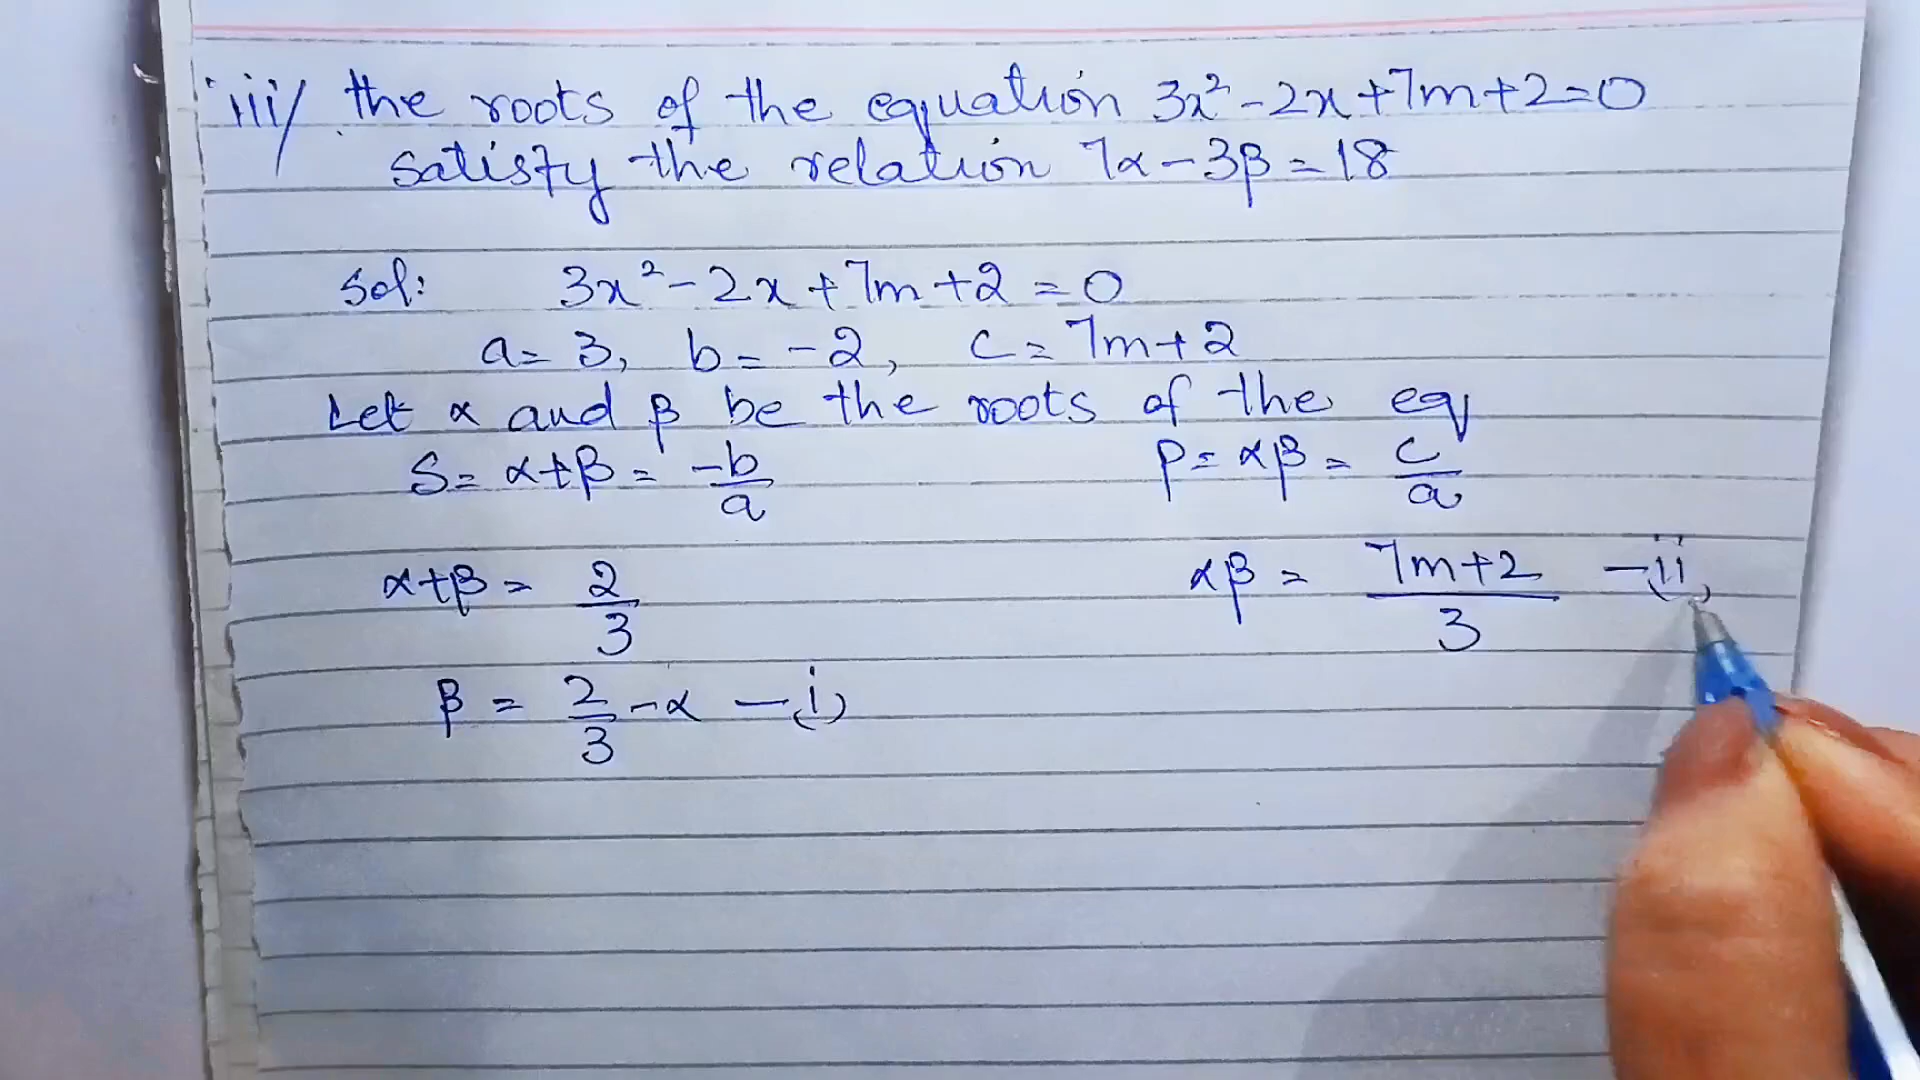 iii/ the roots of the equation 3x² - 2x + 7m + 2 = 0
satisfy the relation 7α - 3β = 18
Sol: 3x² - 2x + 7m + 2 = 0
a = 3, b = -2, c = 7m + 2
Let α and β be the roots of the eq
S = α + β = -b/a P = αβ = c/a
α + β = 2/3 αβ = (7m + 2)/3 - (ii)
β = 2/3 - α - (i)